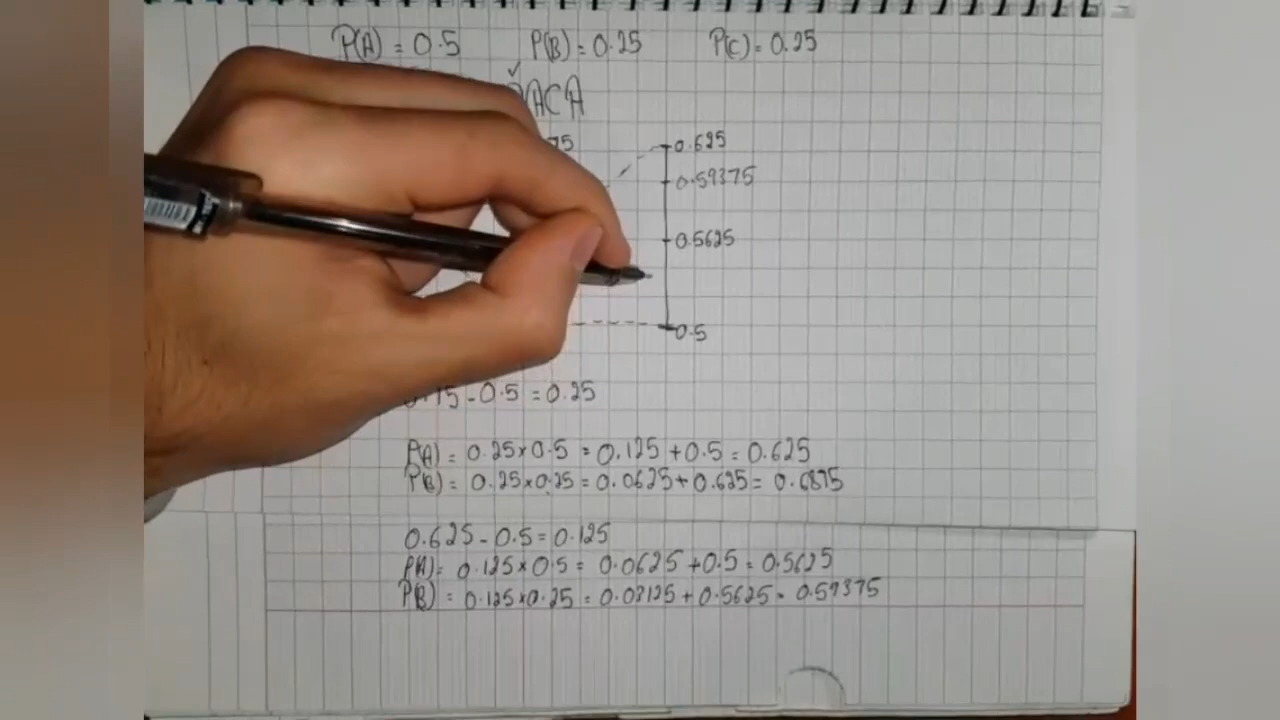 P(A) = 0.5 P(B) = 0.25 P(C) = 0.25
ACA
75
0.625
0.59375
0.5625
0.5
0.75 - 0.5 = 0.25
P(A) = 0.25 × 0.5 = 0.125 + 0.5 = 0.625
P(B) = 0.25 × 0.25 = 0.0625 + 0.625 = 0.6875
0.625 - 0.5 = 0.125
P(A) = 0.125 × 0.5 = 0.0625 + 0.5 = 0.5625
P(B) = 0.125 × 0.25 = 0.03125 + 0.5625 = 0.59375